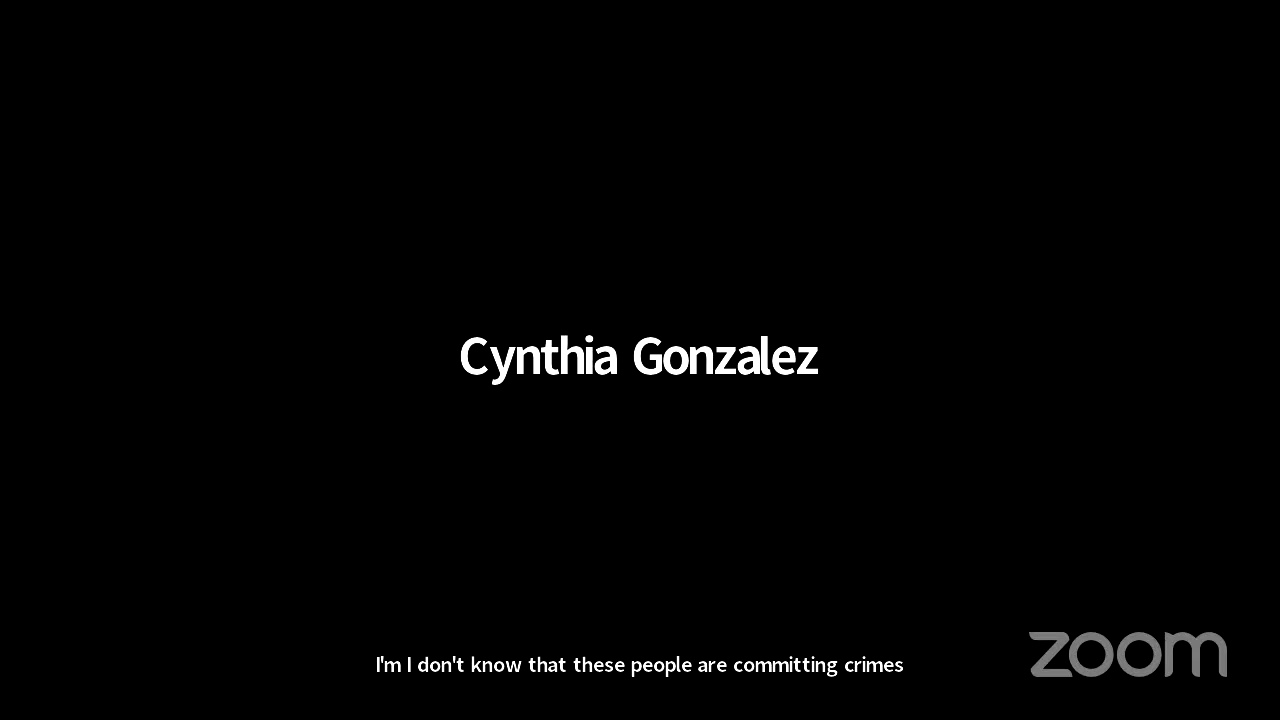 Cynthia Gonzalez
I'm I don't know that these people are committing crimes
zoom